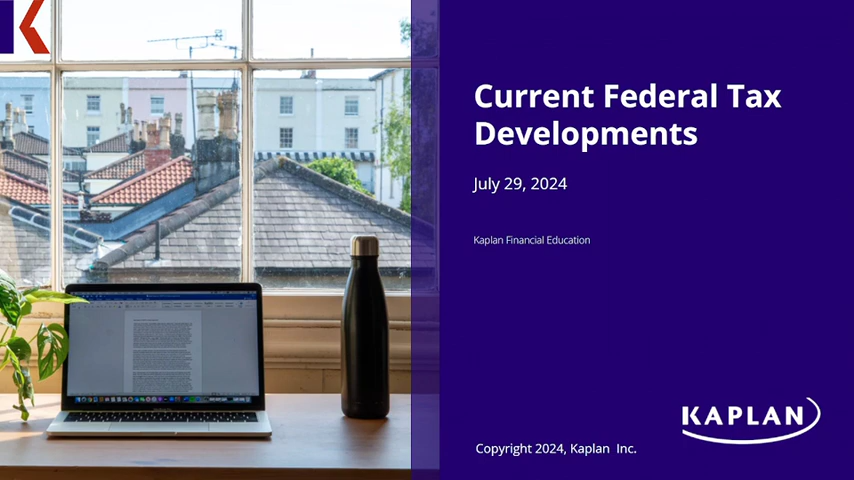 Current Federal Tax
Developments
July 29, 2024
Kaplan Financial Education
KAPLAN
Copyright 2024, Kaplan Inc.